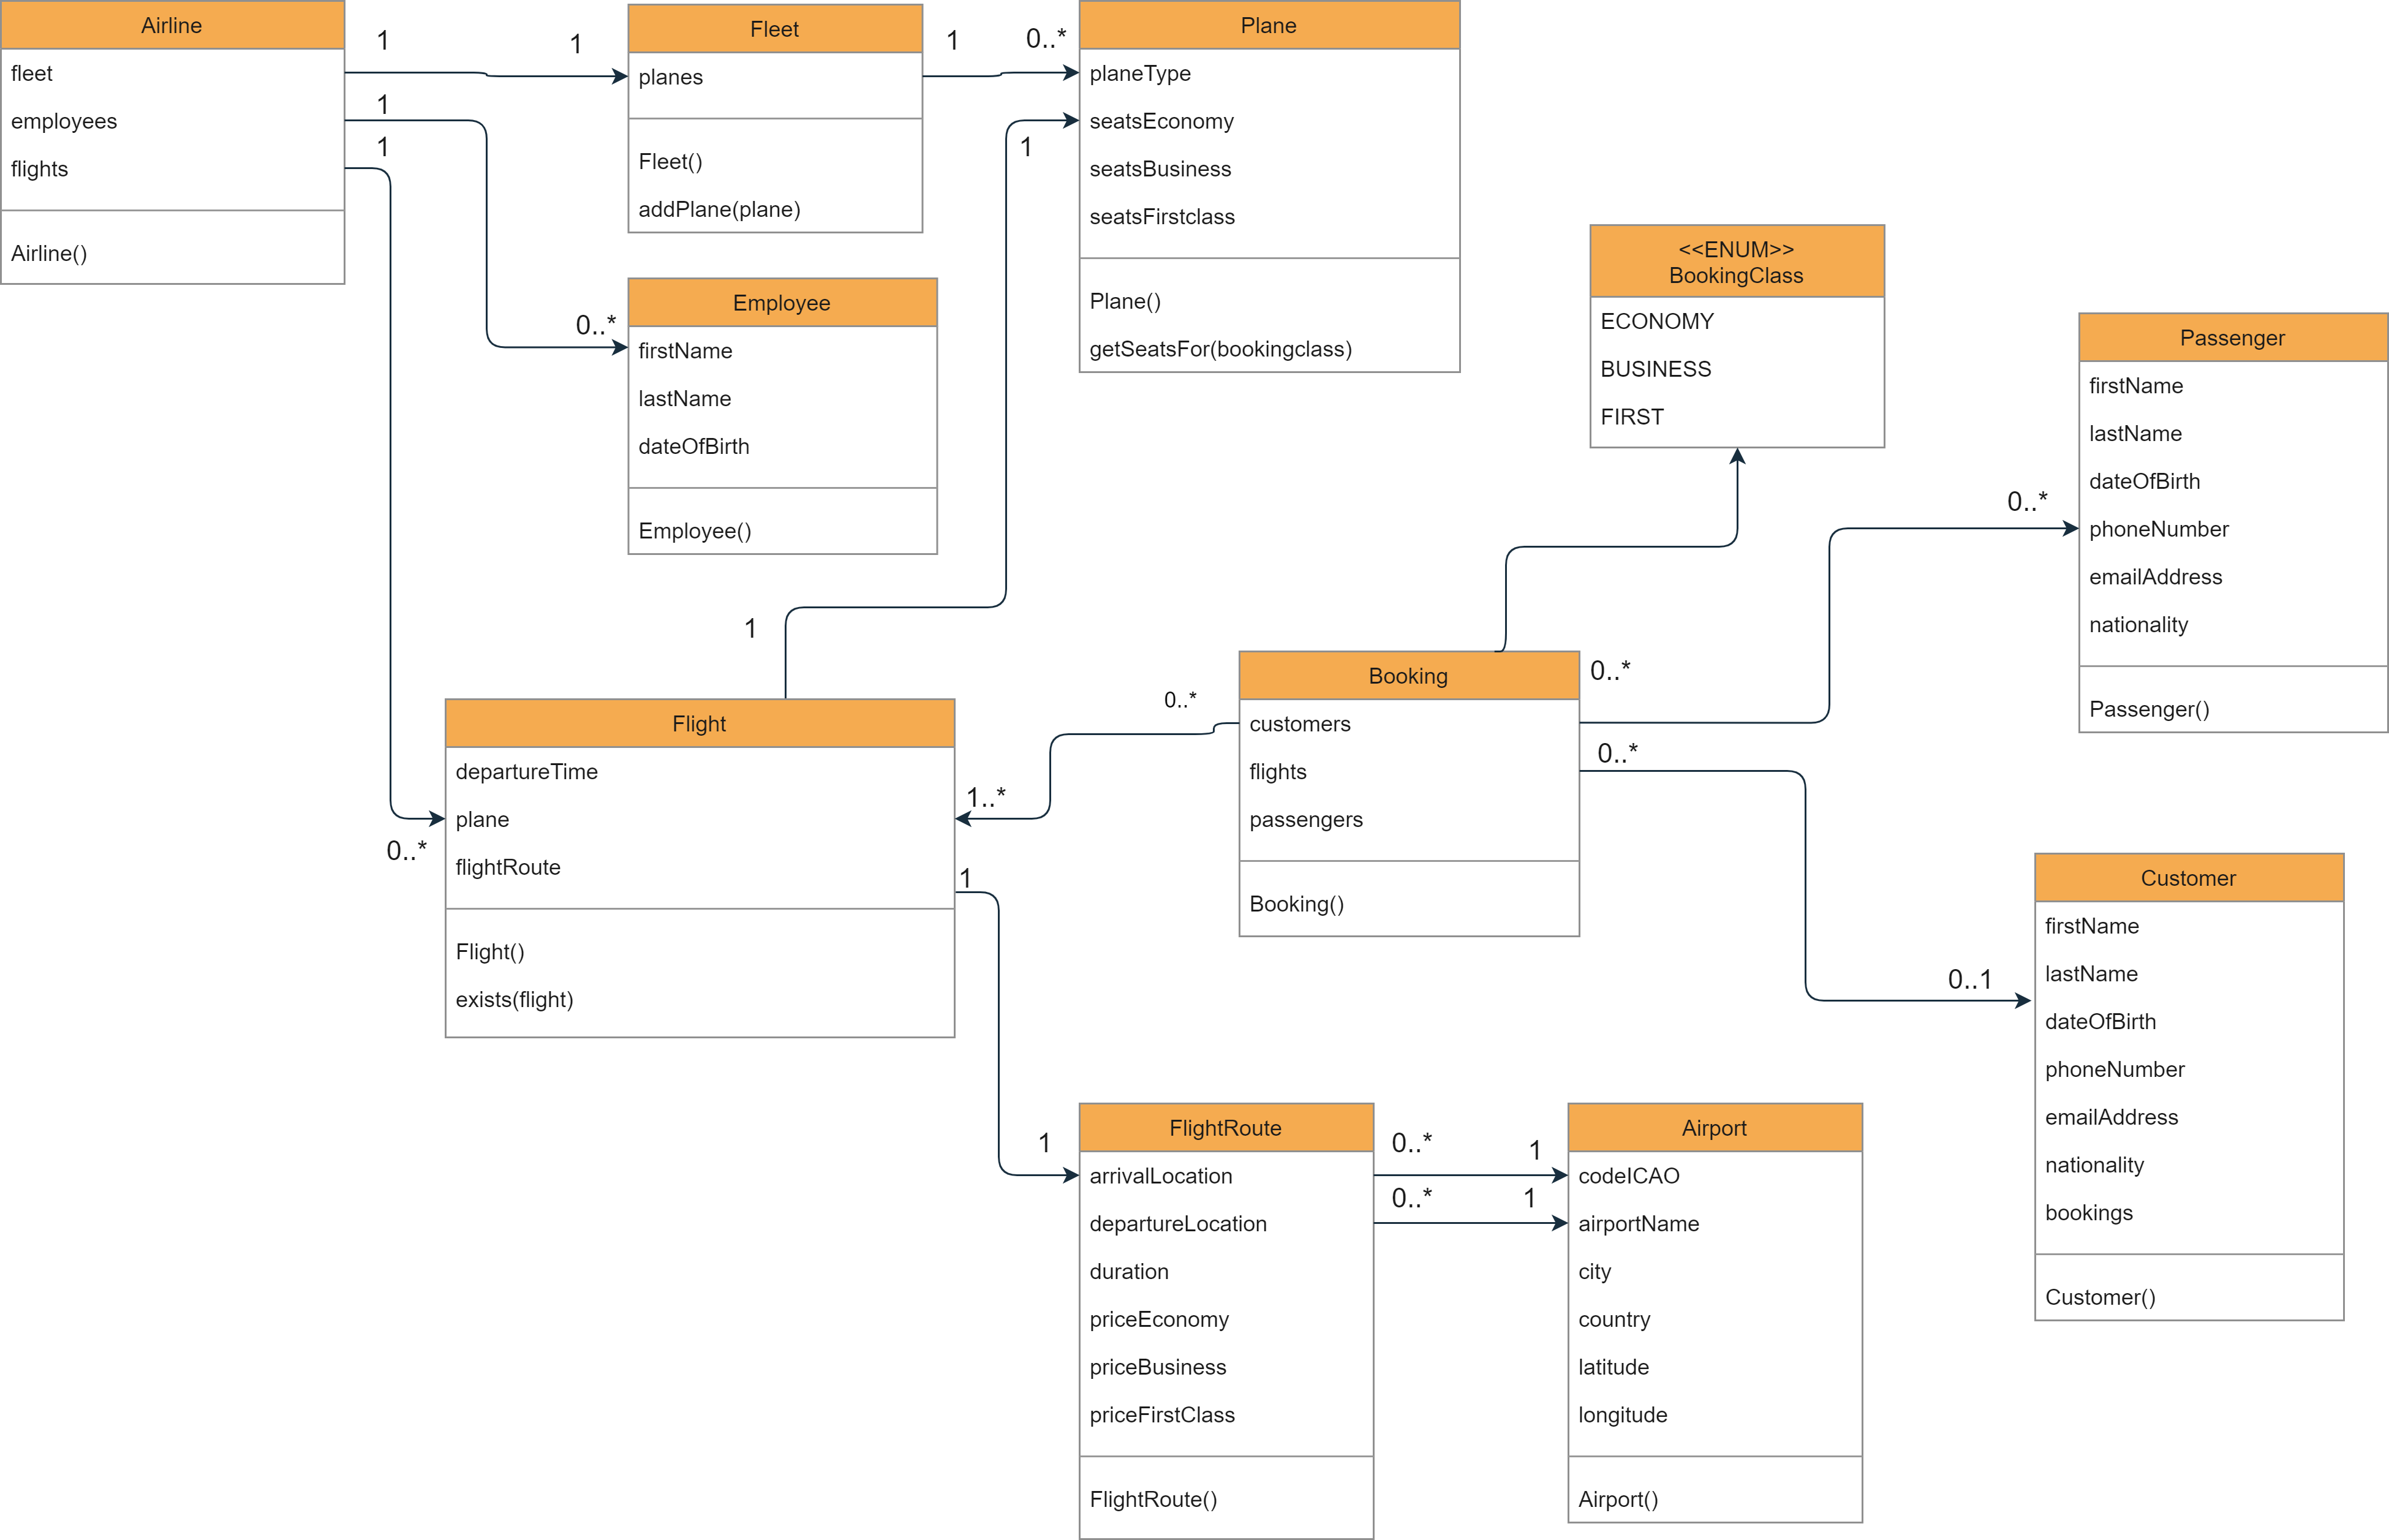 Airline
fleet
employees
flights
Airline()
1
1
1
1
Fleet
planes
Fleet()
addPlane(plane)
1
0..*
Plane
planeType
seatsEconomy
seatsBusiness
seatsFirstclass
Plane()
getSeatsFor(bookingclass)
1
0..*
Employee
firstName
lastName
dateOfBirth
Employee()
<<ENUM>>
BookingClass
ECONOMY
BUSINESS
FIRST
Passenger
firstName
lastName
dateOfBirth
phoneNumber
emailAddress
nationality
Passenger()
0..*
1
Flight
departureTime
plane
flightRoute
Flight()
exists(flight)
0..*
0..*
1..*
1
Booking
customers
flights
passengers
Booking()
0..*
0..*
0..1
Customer
firstName
lastName
dateOfBirth
phoneNumber
emailAddress
nationality
bookings
Customer()
1
FlightRoute
arrivalLocation
departureLocation
duration
priceEconomy
priceBusiness
priceFirstClass
FlightRoute()
0..*
1
0..*
1
Airport
codeICAO
airportName
city
country
latitude
longitude
Airport()